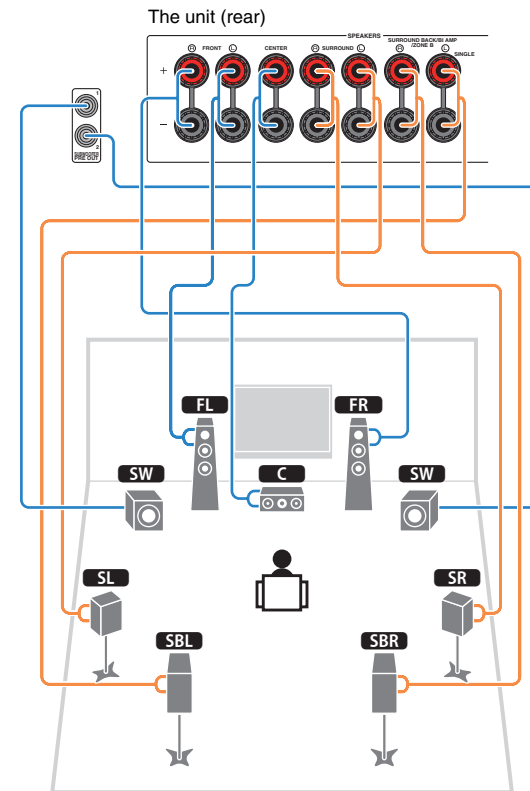 The unit (rear)
SPEAKERS
R FRONT L
CENTER
R SURROUND L
SURROUND BACK/BI AMP
/ZONE B
R L
SINGLE
+
–
1
2
SUBWOOFER
PRE OUT
FL
FR
SW
C
SW
SL
SR
SBL
SBR